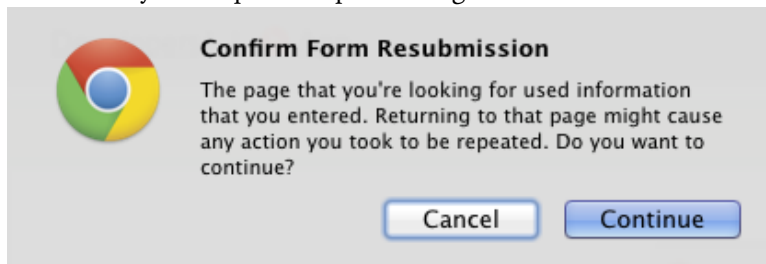 Confirm Form Resubmission
The page that you're looking for used information
that you entered. Returning to that page might cause
any action you took to be repeated. Do you want to
continue?
Cancel
Continue